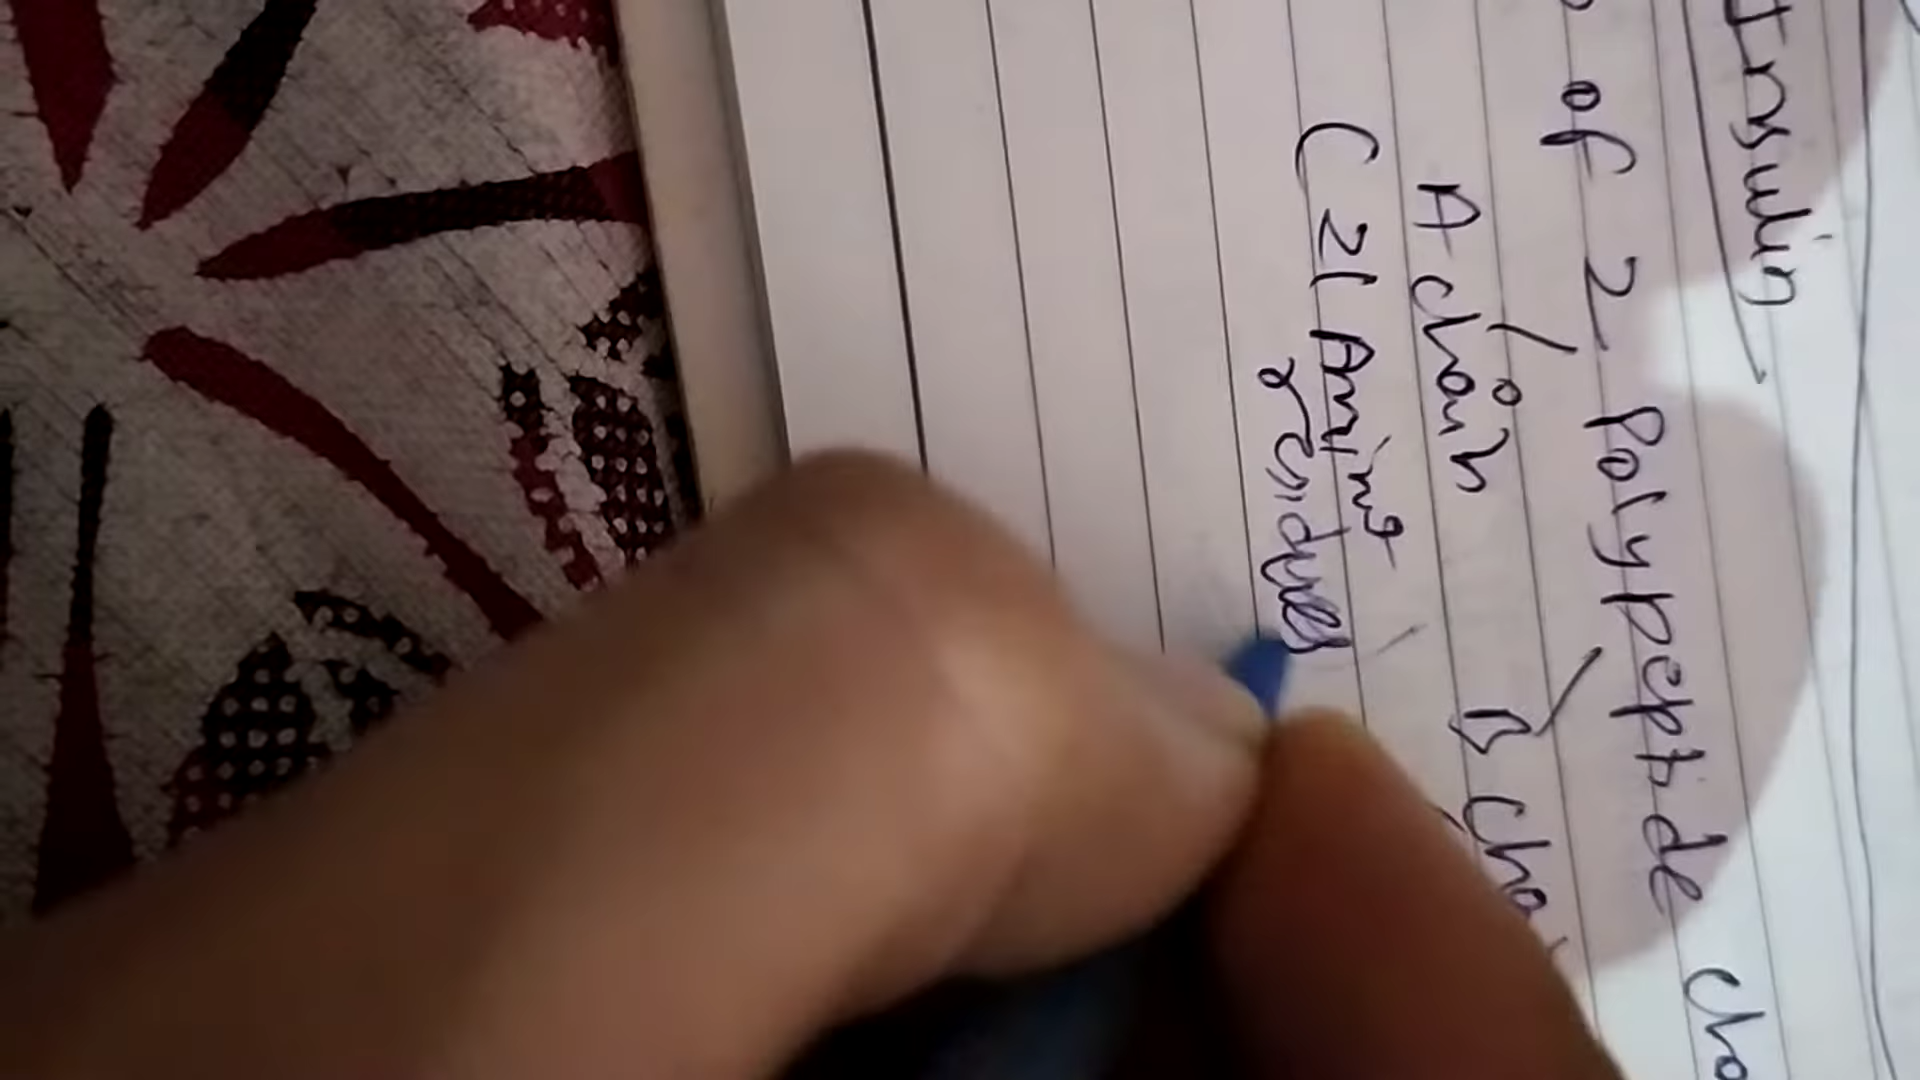 Insulin
of 2 Polypeptide cha
A chain B cha
(21 Amino
residues